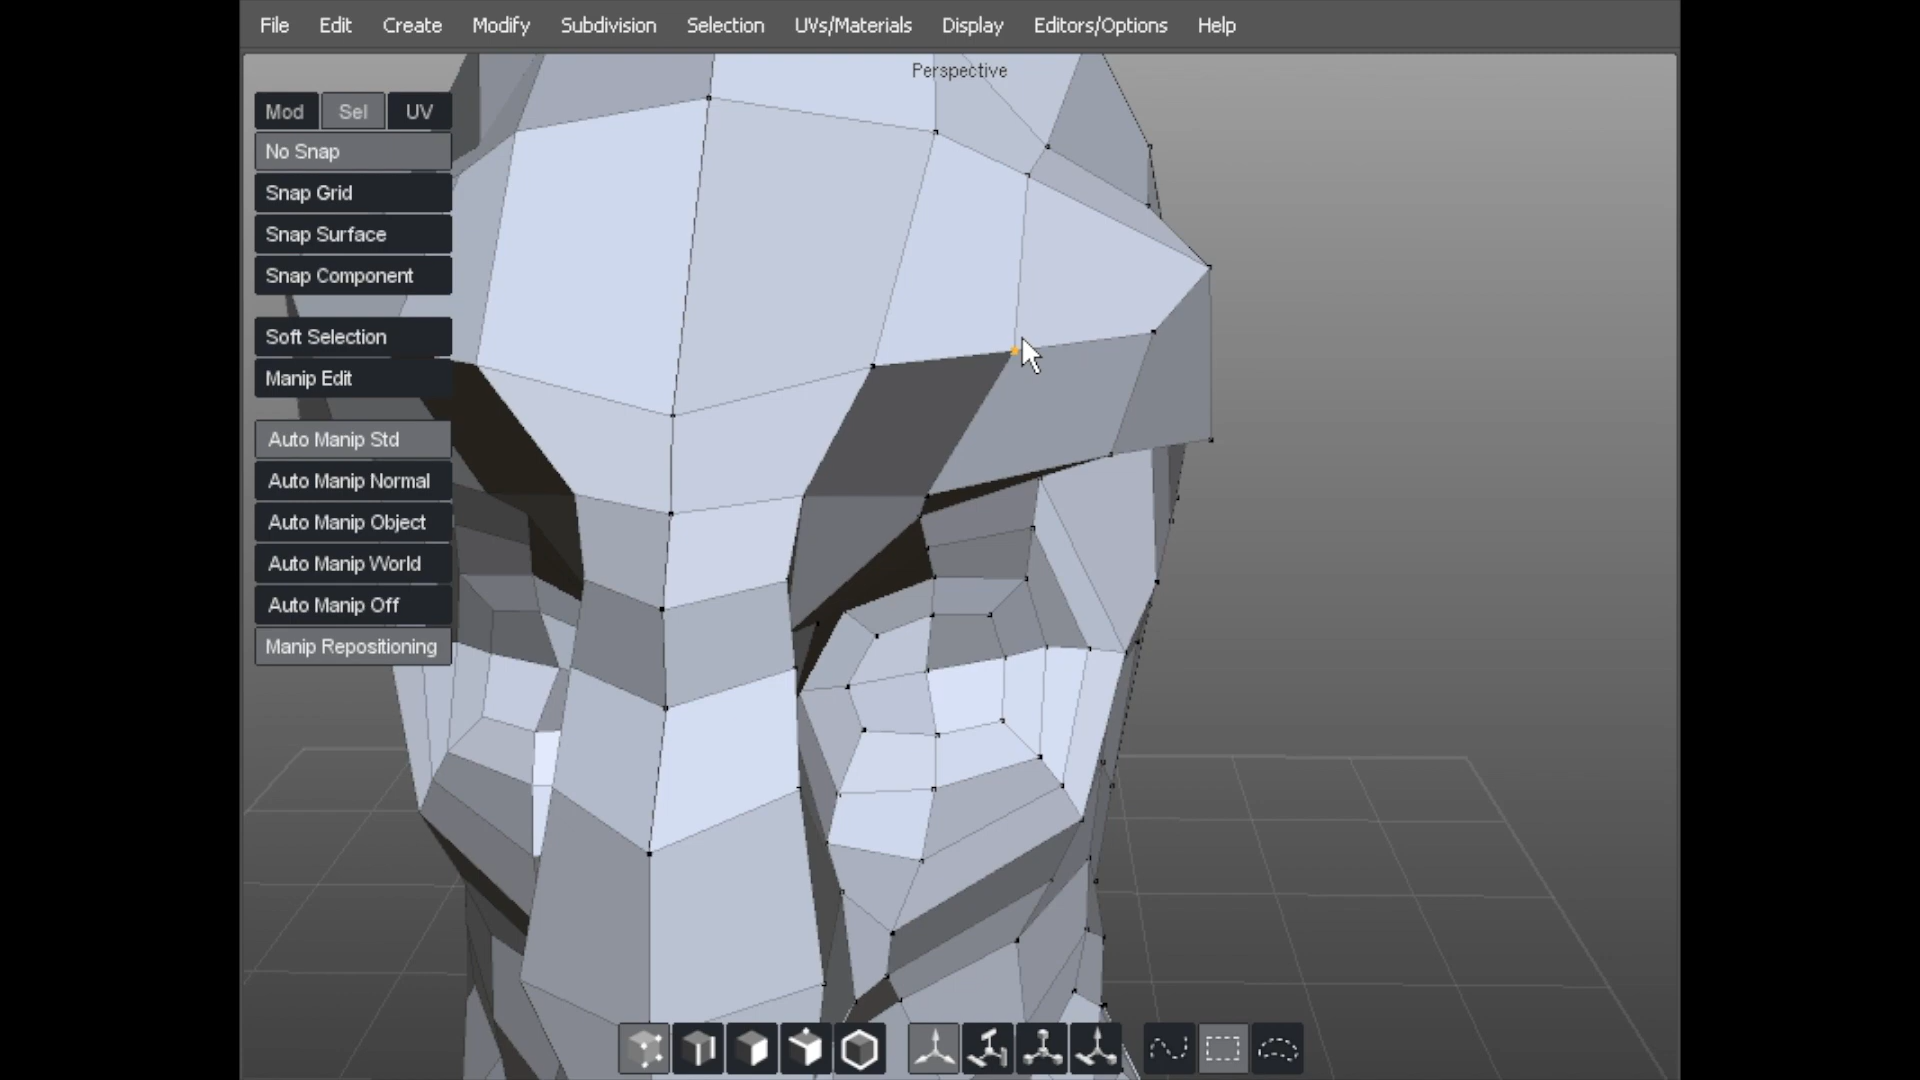 File Edit Create Modify Subdivision Selection UVs/Materials Display Editors/Options Help
Perspective
Mod Sel UV
No Snap
Snap Grid
Snap Surface
Snap Component
Soft Selection
Manip Edit
Auto Manip Std
Auto Manip Normal
Auto Manip Object
Auto Manip World
Auto Manip Off
Manip Repositioning